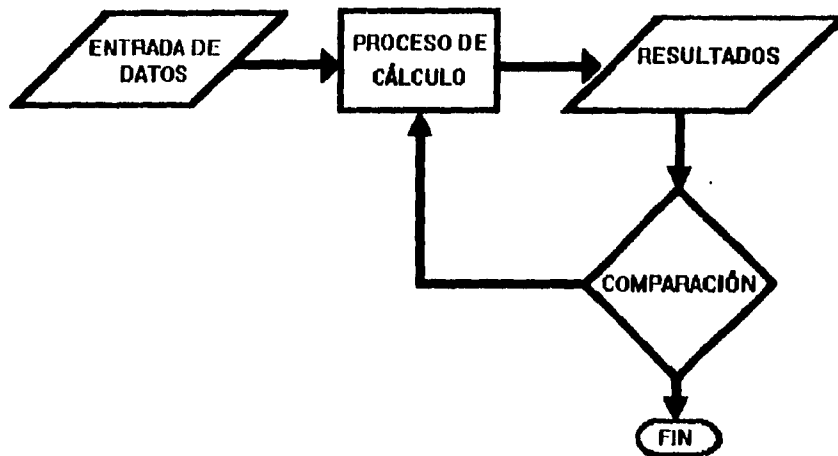 ENTRADA DE
DATOS
PROCESO DE
CÁLCULO
RESULTADOS
COMPARACIÓN
FIN